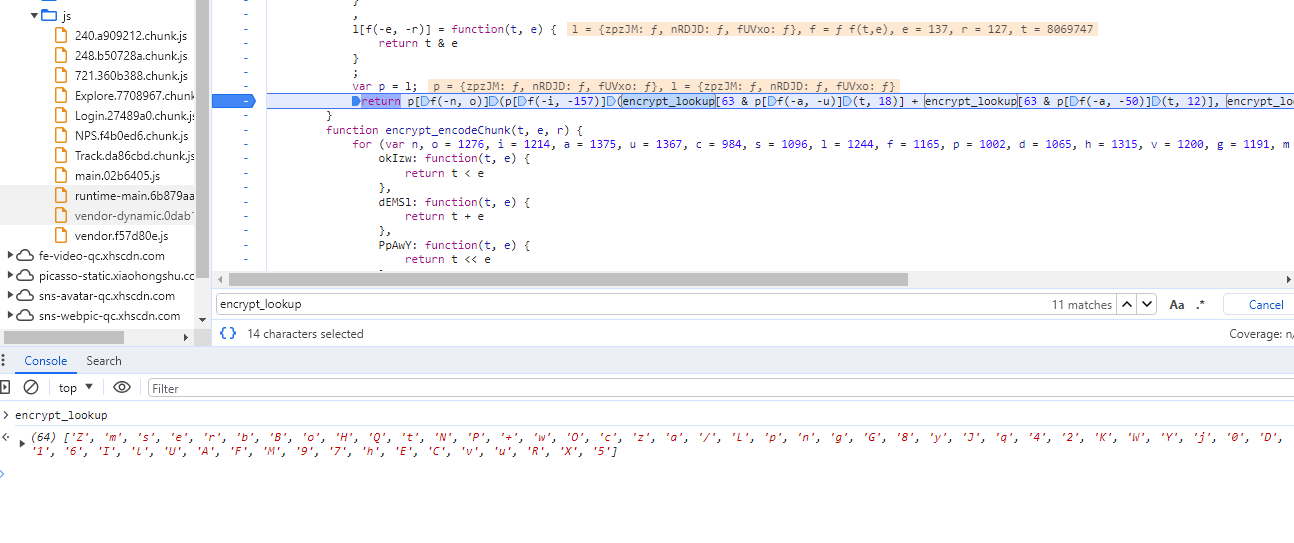 js
240.a909212.chunk.js
248.b50728a.chunk.js
721.360b388.chunk.js
Explore.7708967.chunk
Login.27489a0.chunk.js
NPS.f4b0ed6.chunk.js
Track.da86cbd.chunk.js
main.02b6405.js
runtime-main.6b879aa
vendor-dynamic.0dab1
vendor.f57d80e.js
fe-video-qc.xhscdn.com
picasso-static.xiaohongshu.cc
sns-avatar-qc.xhscdn.com
sns-webpic-qc.xhscdn.com
}
,
l[f(-e, -r)] = function(t, e) { l = {zpzJM: ƒ, nRDJD: ƒ, fUVxo: ƒ}, f = ƒ f(t,e), e = 137, r = 127, t = 8069747
return t & e
}
;
var p = l; p = {zpzJM: ƒ, nRDJD: ƒ, fUVxo: ƒ}, l = {zpzJM: ƒ, nRDJD: ƒ, fUVxo: ƒ}
return p[f(-n, o)](p[f(-i, -157)](encrypt_lookup[63 & p[f(-a, -u)](t, 18)] + encrypt_lookup[63 & p[f(-a, -50)](t, 12)], encrypt_lo
}
function encrypt_encodeChunk(t, e, r) {
for (var n, o = 1276, i = 1214, a = 1375, u = 1367, c = 984, s = 1096, l = 1244, f = 1165, p = 1002, d = 1065, h = 1315, v = 1200, g = 1191, m
okIzw: function(t, e) {
return t < e
},
dEMSl: function(t, e) {
return t + e
},
PpAwY: function(t, e) {
return t << e
encrypt_lookup
11 matches
Aa
.*
Cancel
{ } 14 characters selected
Coverage: n/
Console Search
top
Filter
> encrypt_lookup
(64) ['Z', 'm', 's', 'e', 'r', 'b', 'B', 'o', 'H', 'Q', 't', 'N', 'P', '+', 'w', 'O', 'c', 'z', 'a', '/', 'L', 'p', 'n', 'g', 'G', '8', 'y', 'J', 'q', '4', '2', 'K', 'W', 'Y', 'j', '0', 'D',
'1', '6', 'I', 'l', 'U', 'A', 'F', 'M', '9', '7', 'h', 'E', 'C', 'v', 'u', 'R', 'X', '5']